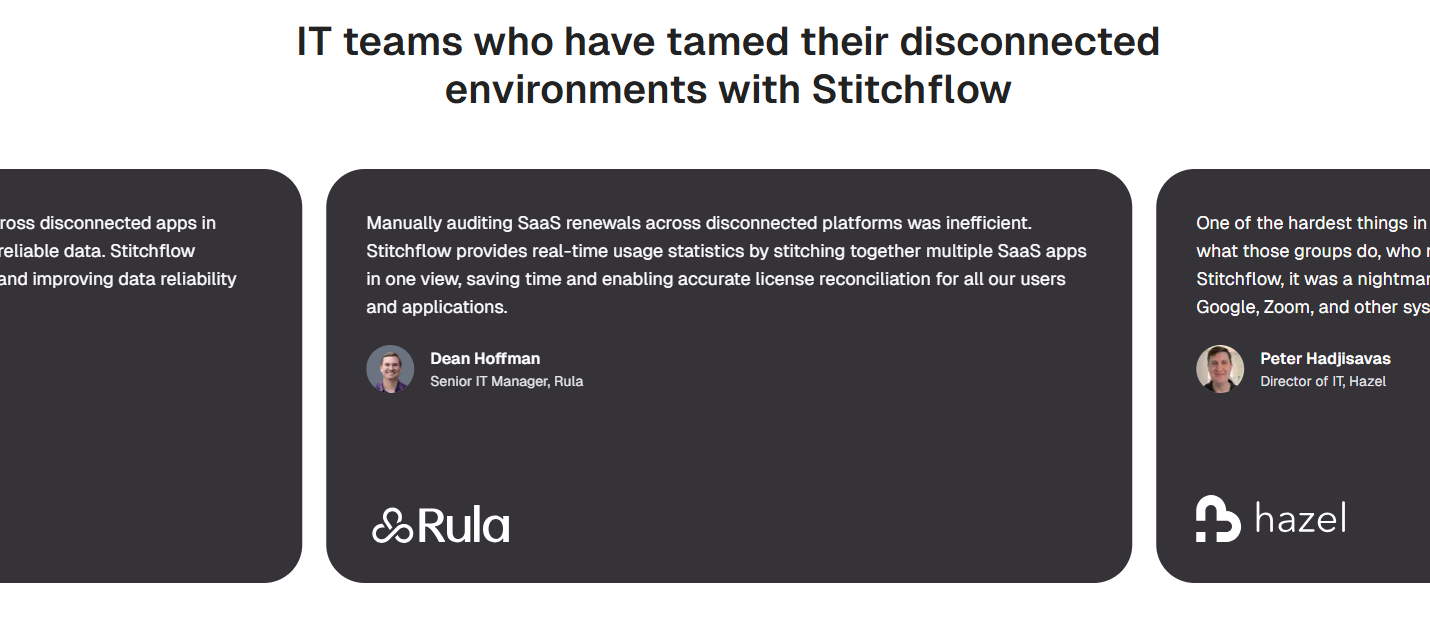 IT teams who have tamed their disconnected
environments with Stitchflow
disconnected apps in
reliable data. Stitchflow
and improving data reliability
Manually auditing SaaS renewals across disconnected platforms was inefficient.
Stitchflow provides real-time usage statistics by stitching together multiple SaaS apps
in one view, saving time and enabling accurate license reconciliation for all our users
and applications.
Dean Hoffman
Senior IT Manager, Rula
Rula
One of the hardest things in
what those groups do, who
Stitchflow, it was a
Google, Zoom, and other
Peter Hadjisavas
Director of IT, Hazel
hazel